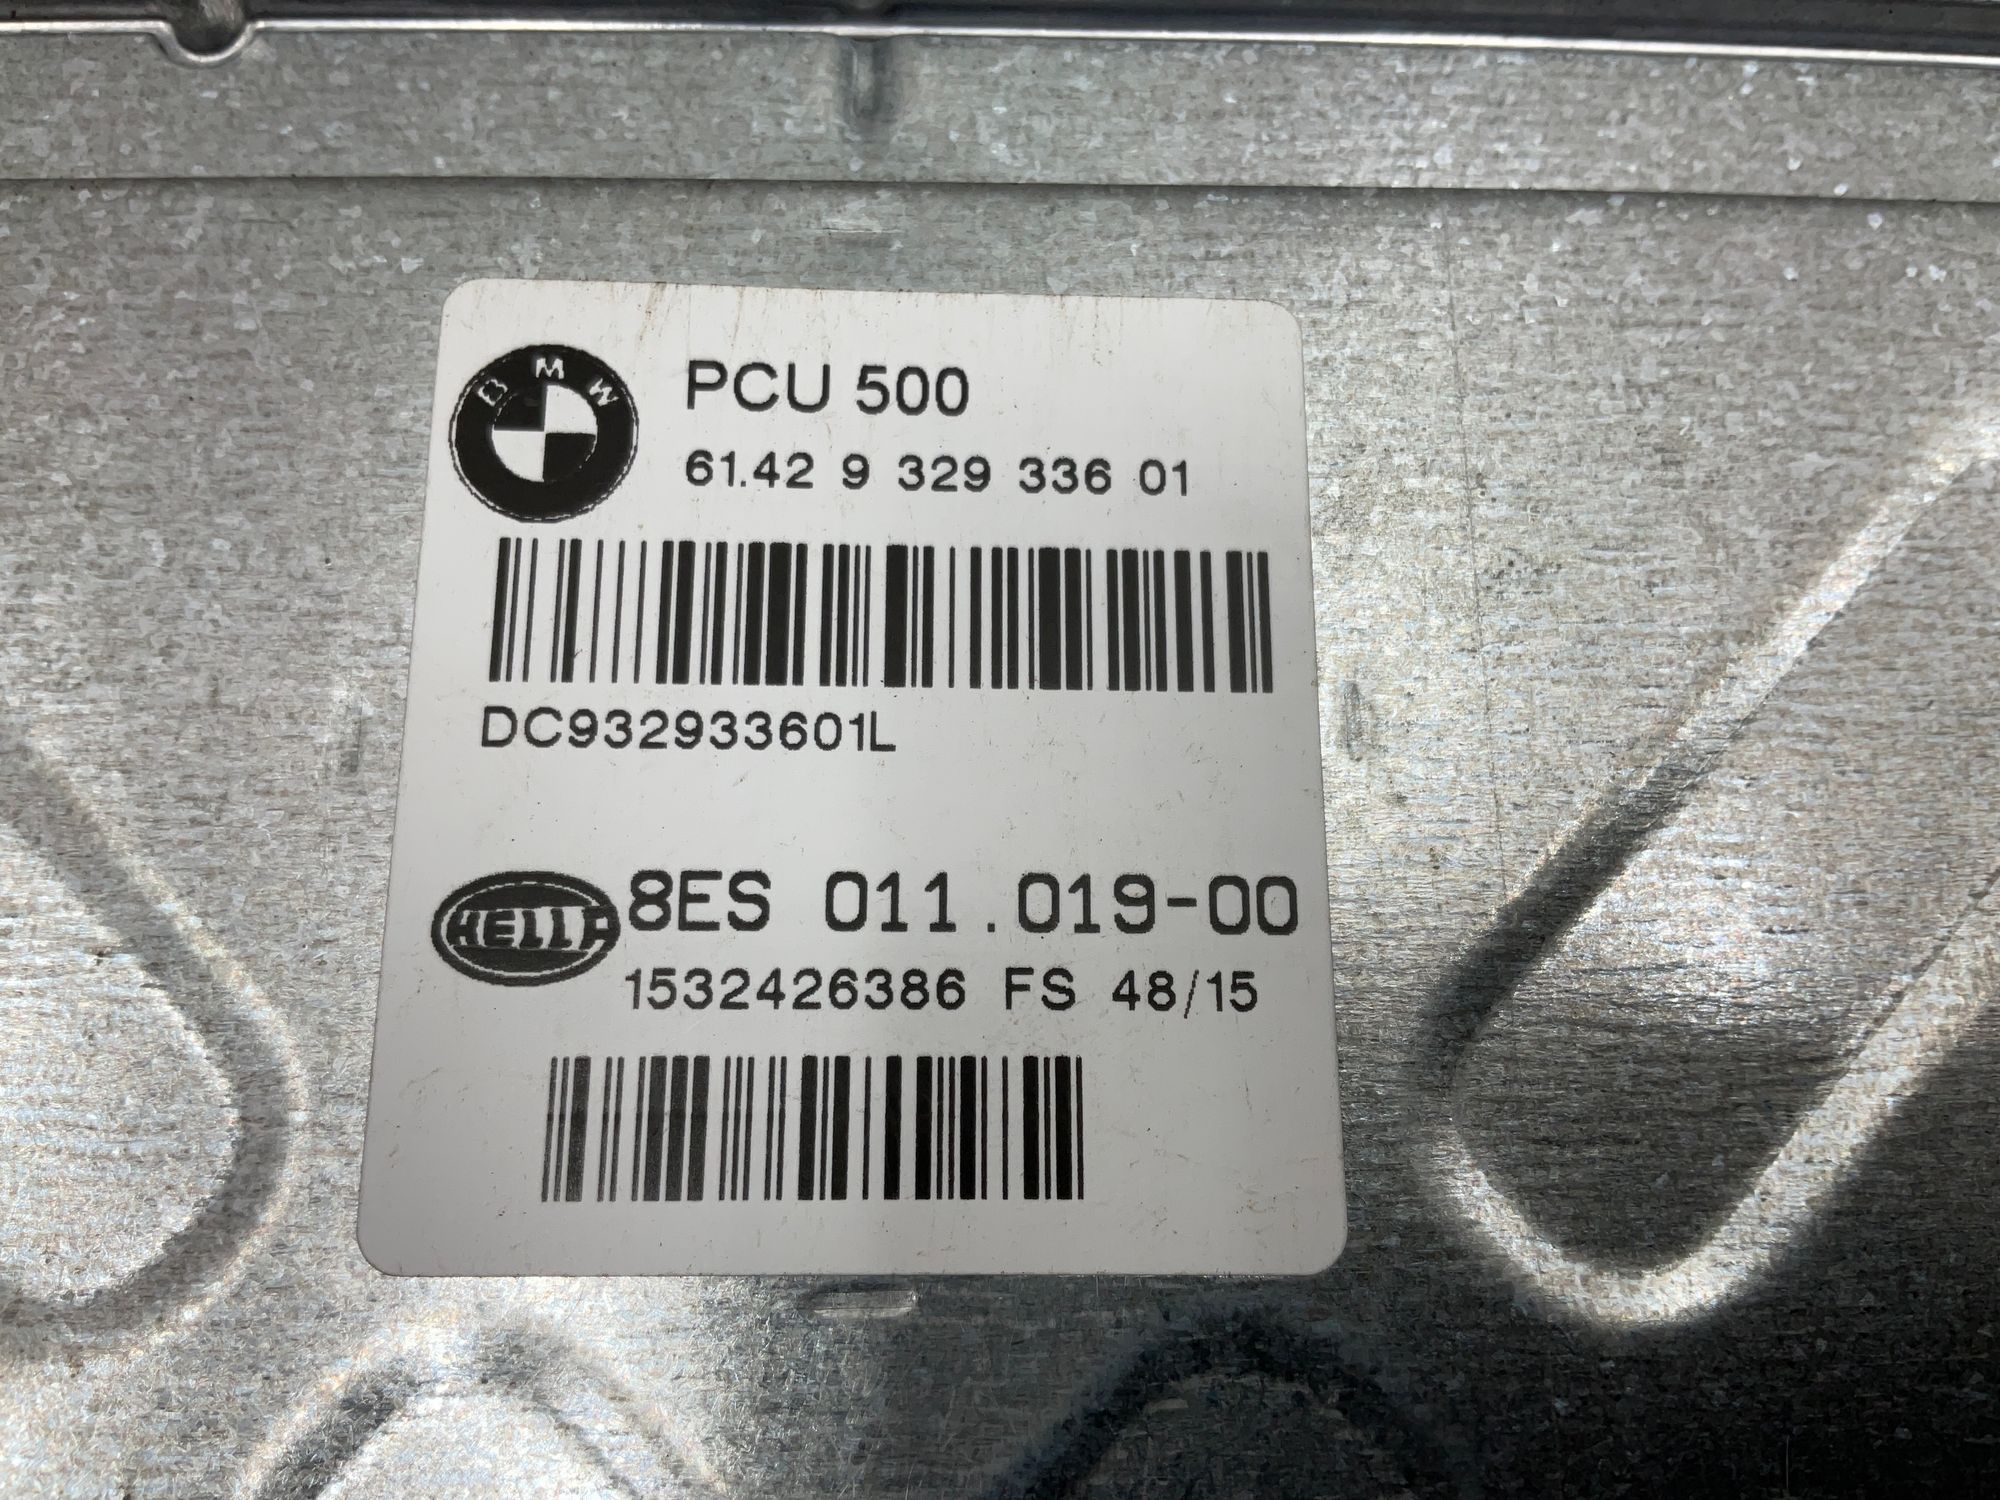 BMW
PCU 500
61.42 9 329 336 01
DC932933601L
HELLA
8ES 011.019-00
1532426386 FS 48/15